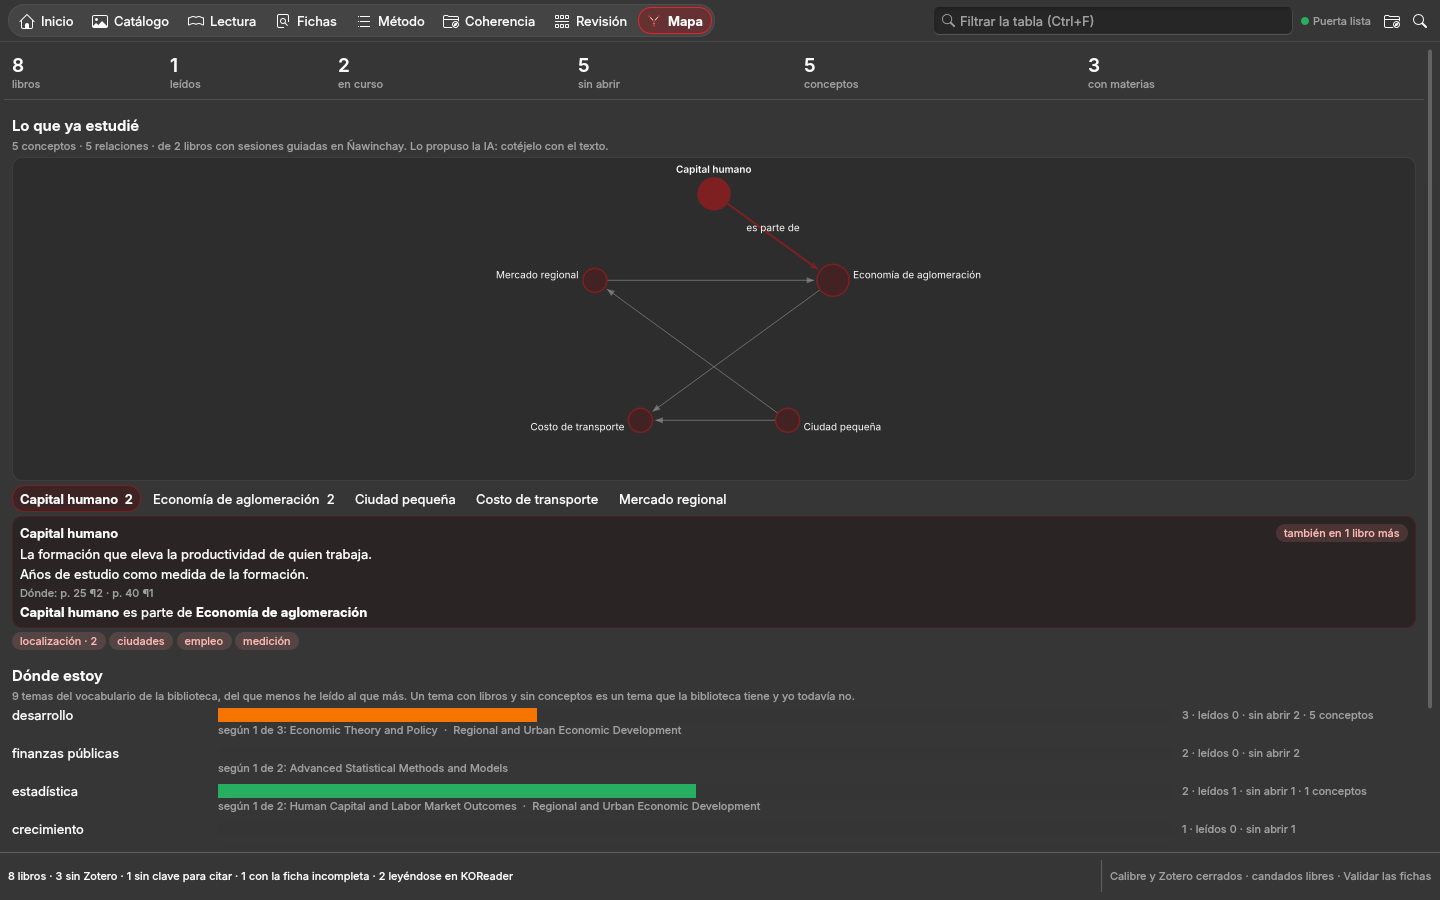 Inicio Catálogo Lectura Fichas Método Coherencia Revisión Mapa Filtrar la tabla (Ctrl+F) Puerta lista
8 1 2 5 5 3
libros leídos en curso sin abrir conceptos con materias
Lo que ya estudié
5 conceptos · 5 relaciones · de 2 libros con sesiones guiadas en Ñawinchay. Lo propuso la IA: cotéjelo con el texto.
Capital humano
es parte de
Mercado regional
Economía de aglomeración
Costo de transporte
Ciudad pequeña
Capital humano 2 Economía de aglomeración 2 Ciudad pequeña Costo de transporte Mercado regional
Capital humano también en 1 libro más
La formación que eleva la productividad de quien trabaja.
Años de estudio como medida de la formación.
Dónde: p. 25 ¶2 · p. 40 ¶1
Capital humano es parte de Economía de aglomeración
localización · 2 ciudades empleo medición
Dónde estoy
9 temas del vocabulario de la biblioteca, del que menos he leído al que más. Un tema con libros y sin conceptos es un tema que la biblioteca tiene y yo todavía no.
desarrollo 3 · leídos 0 · sin abrir 2 · 5 conceptos
según 1 de 3: Economic Theory and Policy · Regional and Urban Economic Development
finanzas públicas 2 · leídos 0 · sin abrir 2
según 1 de 2: Advanced Statistical Methods and Models
estadística 2 · leídos 1 · sin abrir 1 · 1 conceptos
según 1 de 2: Human Capital and Labor Market Outcomes · Regional and Urban Economic Development
crecimiento 1 · leídos 0 · sin abrir 1
8 libros · 3 sin Zotero · 1 sin clave para citar · 1 con la ficha incompleta · 2 leyéndose en KOReader Calibre y Zotero cerrados · candados libres · Validar las fichas